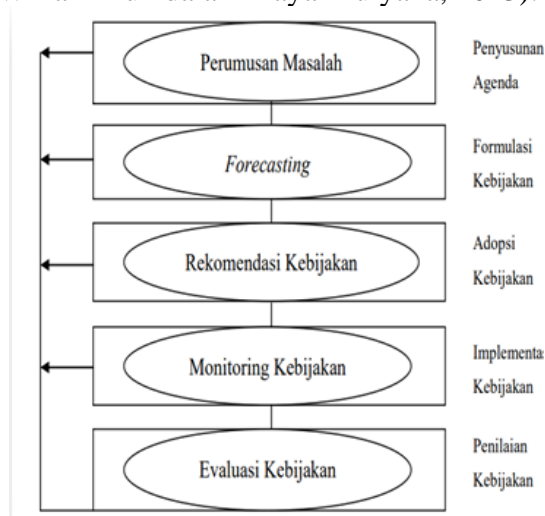 Perumusan Masalah
Penyusunan
Agenda
Forecasting
Formulasi
Kebijakan
Rekomendasi Kebijakan
Adopsi
Kebijakan
Monitoring Kebijakan
Kebijakan
Evaluasi Kebijakan
Penilaian
Kebijakan